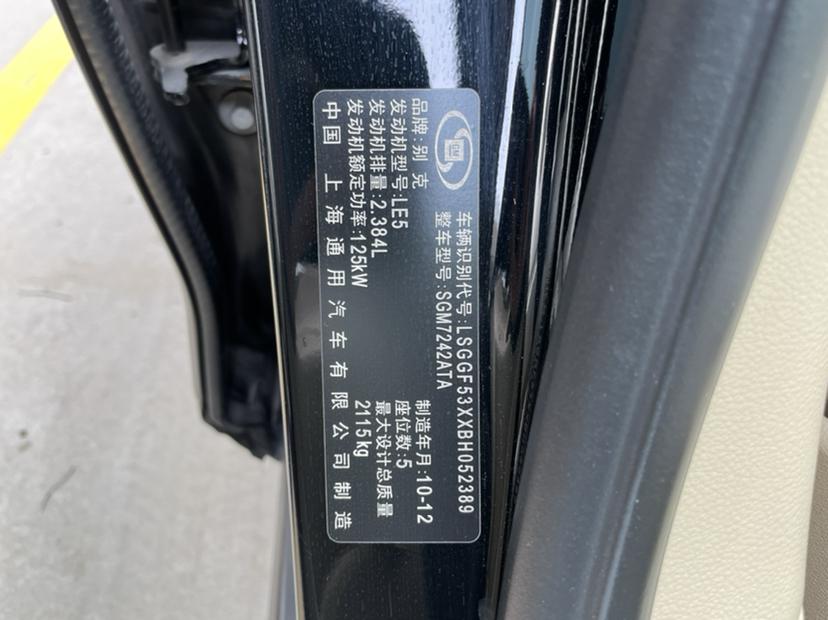 GM
车辆识别代号:LSGGF53XXBH052389
整车型号:SGM7242ATA
品牌:别克
制造年月:10-12
发动机型号:LE5
座位数:5
发动机排量:2.384L
最大设计总质量
发动机额定功率:125kW
2115kg
中国 上海通用汽车有限公司制造